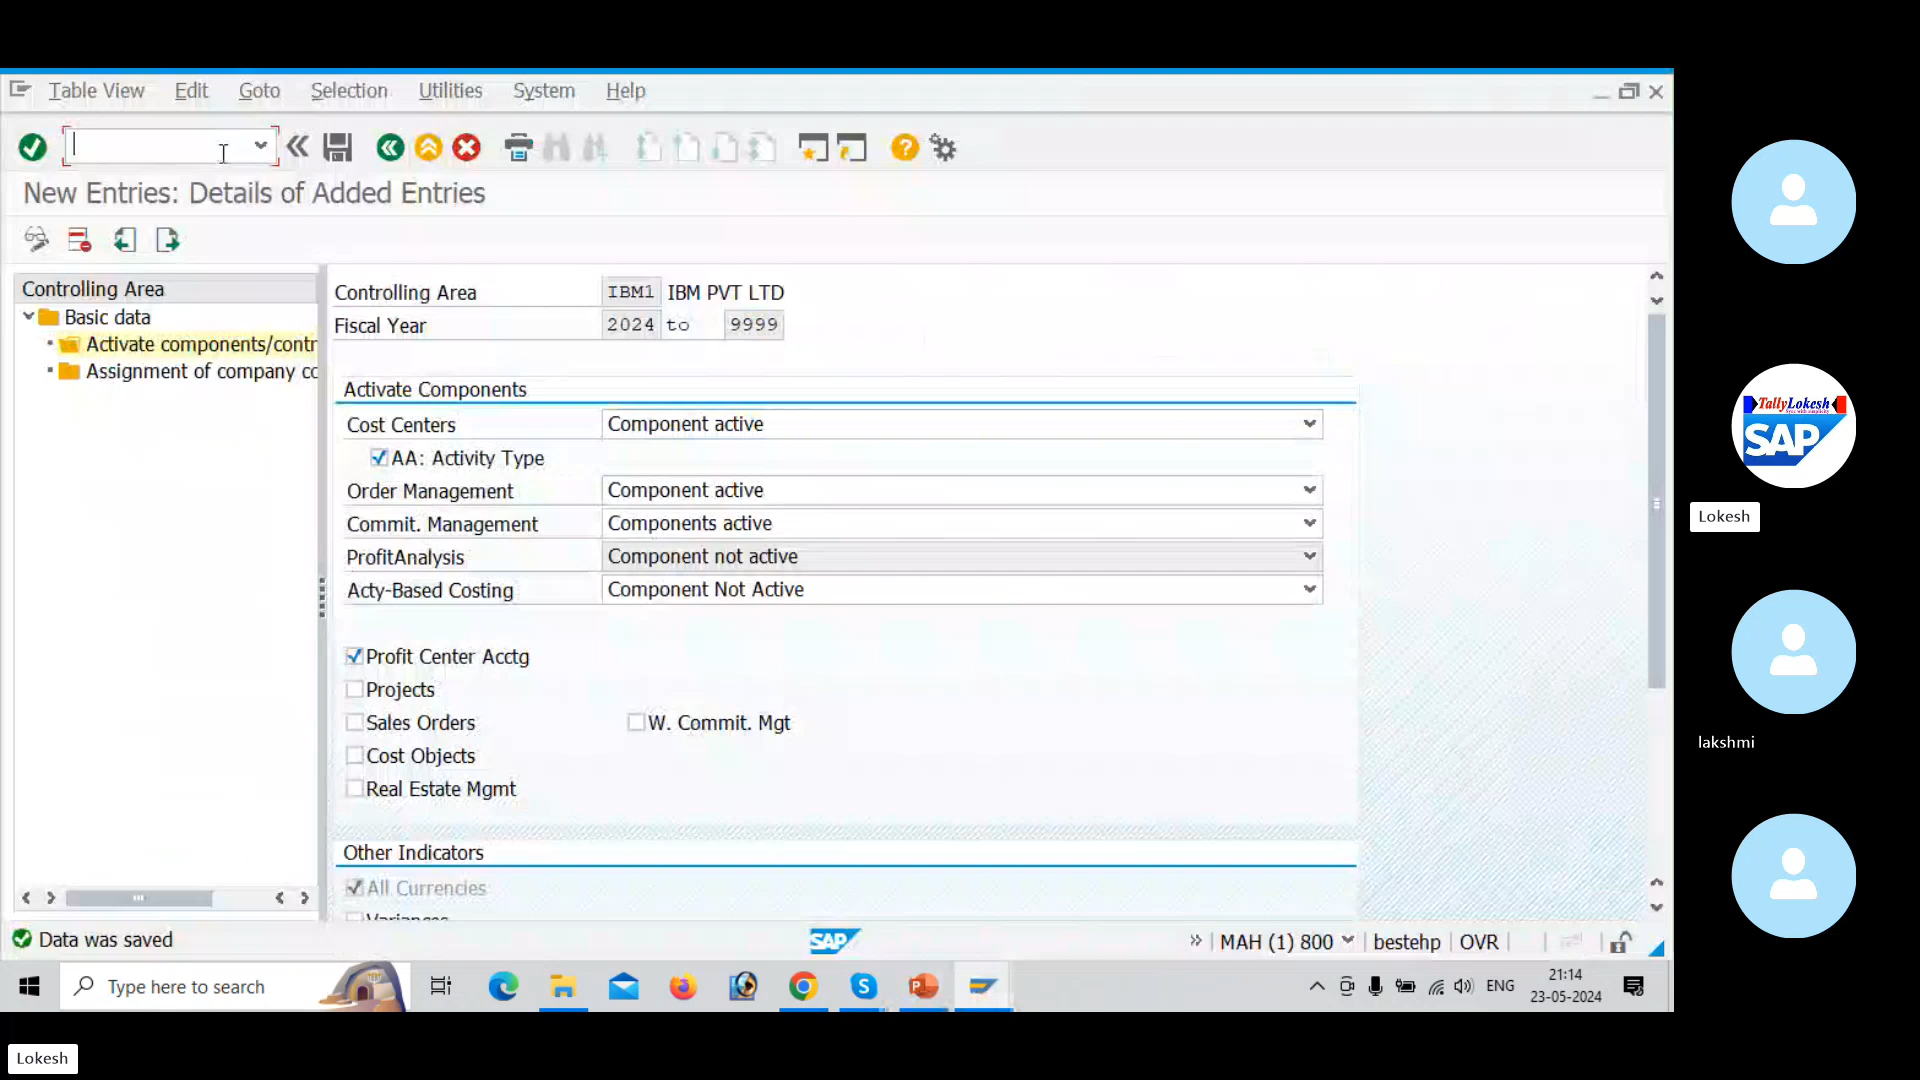 Table View Edit Goto Selection Utilities System Help
New Entries: Details of Added Entries
Controlling Area
Basic data
Activate components/contr
Assignment of company co
Controlling Area IBM1 IBM PVT LTD
Fiscal Year 2024 to 9999
Activate Components
Cost Centers Component active
AA: Activity Type
Order Management Component active
Commit. Management Components active
ProfitAnalysis Component not active
Acty-Based Costing Component Not Active
Profit Center Acctg
Projects
Sales Orders W. Commit. Mgt
Cost Objects
Real Estate Mgmt
Other Indicators
All Currencies
Variances
Data was saved SAP MAH (1) 800 bestehp OVR
Type here to search ENG 21:14
23-05-2024
TallyLokesh
SAP
Lokesh
lakshmi
Lokesh